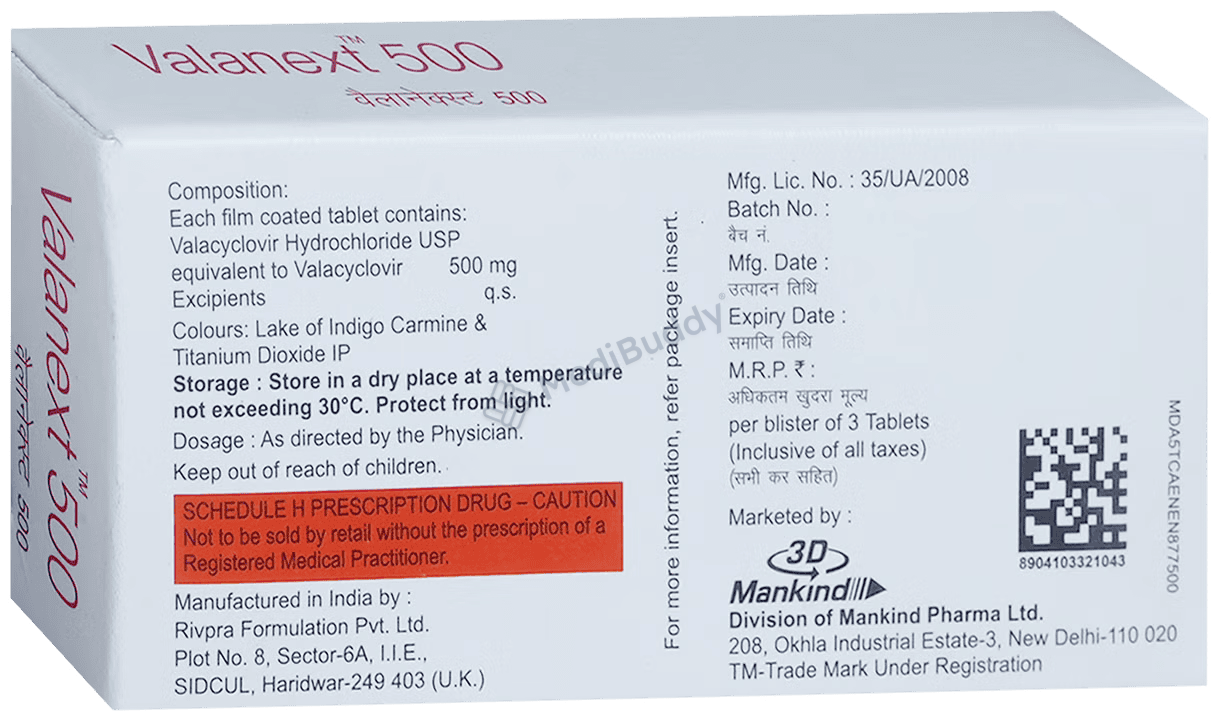 Valanext™ 500
वैलानेक्स्ट 500
Valanext™ 500
वैलानेक्स्ट 500
Composition:
Each film coated tablet contains:
Valacyclovir Hydrochloride USP
equivalent to Valacyclovir 500 mg
Excipients q.s.
Colours: Lake of Indigo Carmine &
Titanium Dioxide IP
Storage : Store in a dry place at a temperature
not exceeding 30°C. Protect from light.
Dosage : As directed by the Physician.
Keep out of reach of children.
SCHEDULE H PRESCRIPTION DRUG – CAUTION
Not to be sold by retail without the prescription of a
Registered Medical Practitioner.
Manufactured in India by :
Rivpra Formulation Pvt. Ltd.
Plot No. 8, Sector-6A, I.I.E.,
SIDCUL, Haridwar-249 403 (U.K.)
For more information, refer package insert.
MediBuddy
Mfg. Lic. No. : 35/UA/2008
Batch No. :
बैच नं.
Mfg. Date :
उत्पादन तिथि
Expiry Date :
समाप्ति तिथि
M.R.P. ₹ :
अधिकतम खुदरा मूल्य
per blister of 3 Tablets
(Inclusive of all taxes)
(सभी कर सहित)
Marketed by :
3D
Mankind
Division of Mankind Pharma Ltd.
208, Okhla Industrial Estate-3, New Delhi-110 020
TM-Trade Mark Under Registration
8904103321043
MDA5TCAENEN877500